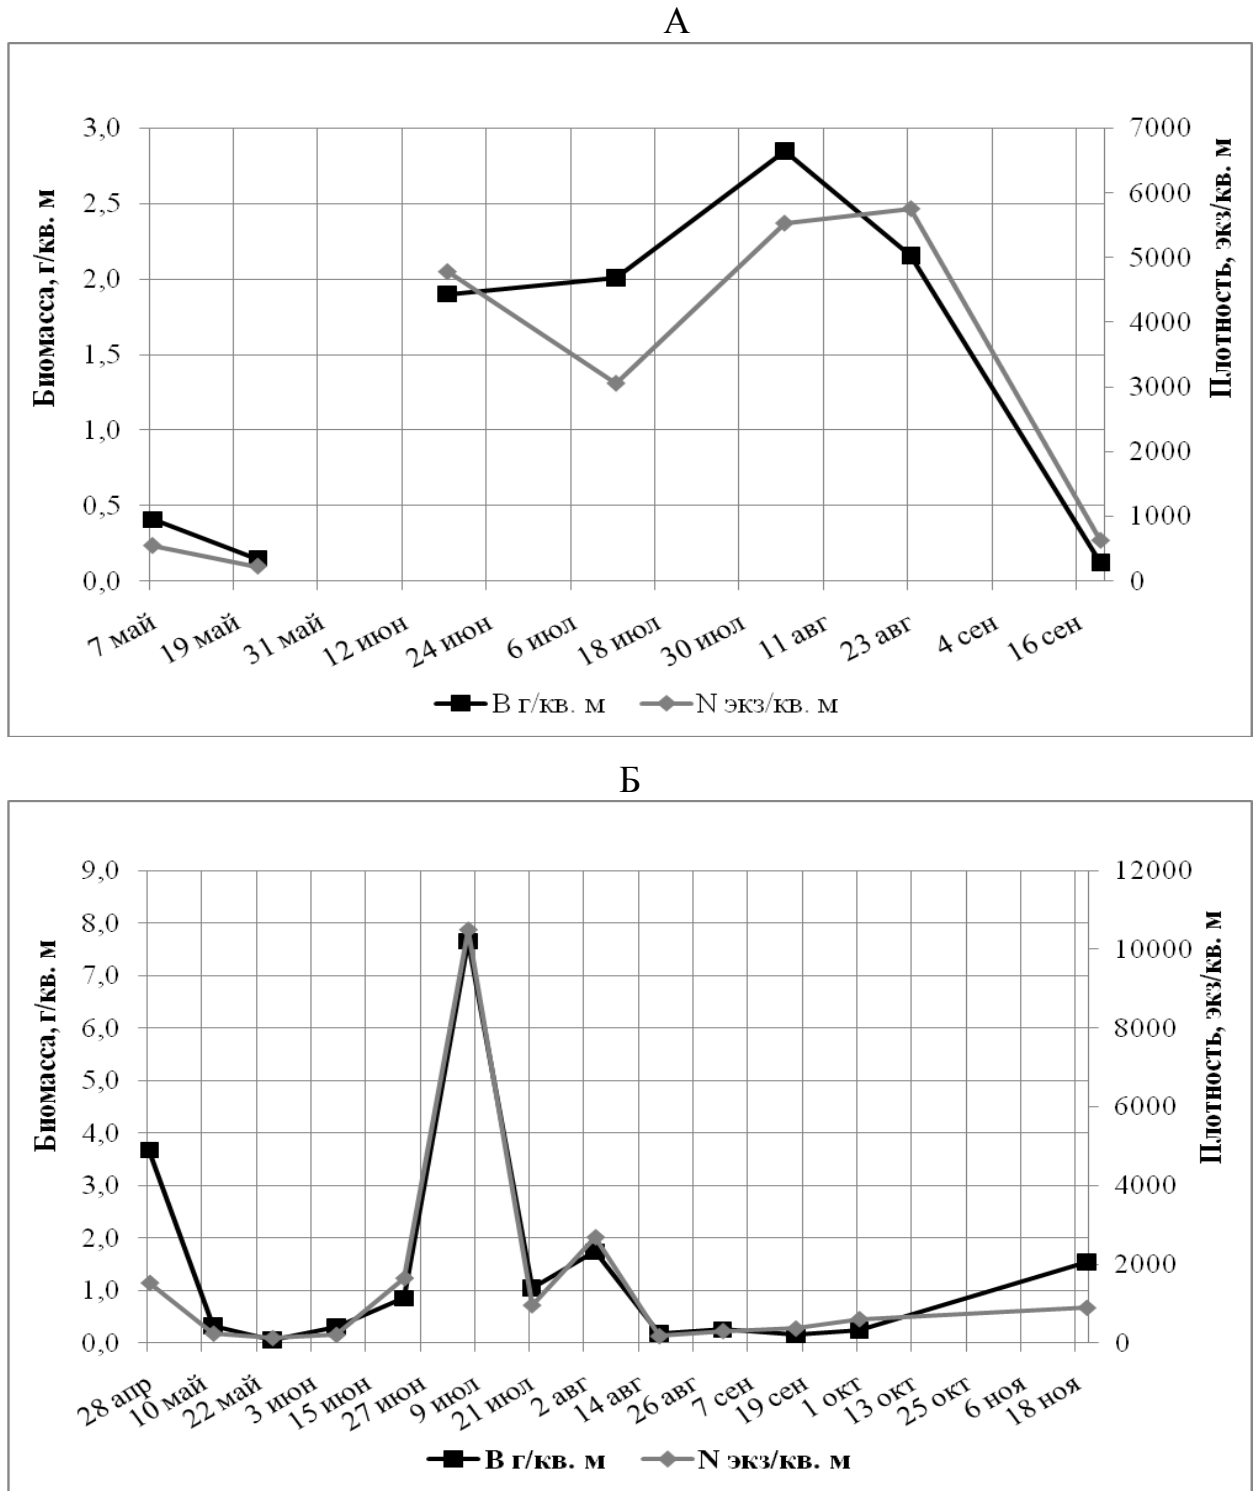 А
Биомасса, г/кв. м
3,0
2,5
2,0
1,5
1,0
0,5
0,0
7000
6000
5000
4000
3000
2000
1000
0
Плотность, экз/кв. м
7 май
19 май
31 май
12 июн
24 июн
6 июл
18 июл
30 июл
11 авг
23 авг
4 сен
16 сен
В г/кв. м
N экз/кв. м
Б
Биомасса, г/кв. м
9,0
8,0
7,0
6,0
5,0
4,0
3,0
2,0
1,0
0,0
12000
10000
8000
6000
4000
2000
0
Плотность, экз/кв. м
28 апр
10 май
22 май
3 июн
15 июн
27 июн
9 июл
21 июл
2 авг
14 авг
26 авг
7 сен
19 сен
1 окт
13 окт
25 окт
6 ноя
18 ноя
В г/кв. м
N экз/кв. м